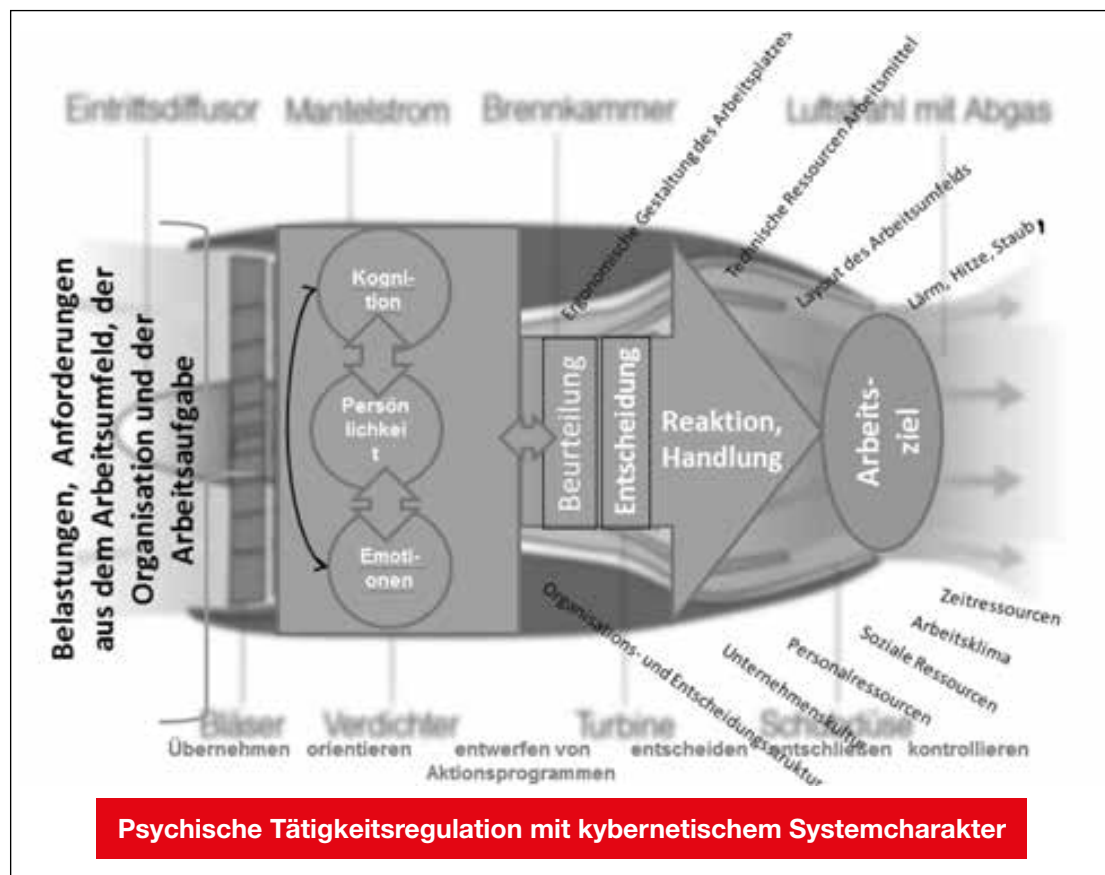 Eintrittsdiffusor
Mantelstrom
Brennkammer
Luftstrahl mit Abgas
Ergonomische Gestaltung des Arbeitsplatzes
Technische Ressourcen Arbeitsmittel
Layout des Arbeitsumfelds
Lärm, Hitze, Staub,
Belastungen, Anforderungen
aus dem Arbeitsumfeld, der
Organisation und der
Arbeitsaufgabe
Kogni-
tion
Persön
lichkei
t
Emoti-
onen
Beurteilung
Entscheidung
Reaktion,
Handlung
Arbeits-
ziel
Organisations- und Entscheidungsstruktur
Unternehmenskultur
Personalressourcen
Soziale Ressourcen
Arbeitsklima
Zeitressourcen
Bläser
Verdichter
Turbine
Schubdüse
Übernehmen
orientieren
entwerfen von
Aktionsprogrammen
entscheiden
entschließen
kontrollieren
Psychische Tätigkeitsregulation mit kybernetischem Systemcharakter